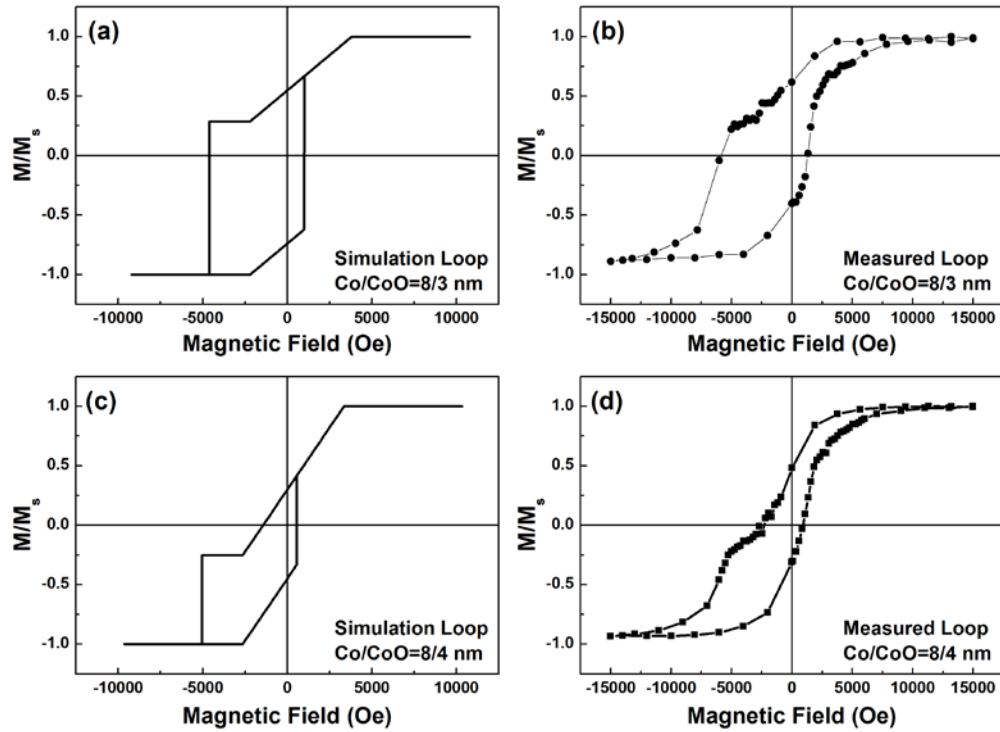 (a)
1.0
0.5
0.0
-0.5
-1.0
M/Ms
Simulation Loop
Co/CoO=8/3 nm
-10000 -5000 0 5000 10000
Magnetic Field (Oe)
(b)
1.0
0.5
0.0
-0.5
-1.0
M/Ms
Measured Loop
Co/CoO=8/3 nm
-15000 -10000 -5000 0 5000 10000 15000
Magnetic Field (Oe)
(c)
1.0
0.5
0.0
-0.5
-1.0
M/Ms
Simulation Loop
Co/CoO=8/4 nm
-10000 -5000 0 5000 10000
Magnetic Field (Oe)
(d)
1.0
0.5
0.0
-0.5
-1.0
M/Ms
Measured Loop
Co/CoO=8/4 nm
-15000 -10000 -5000 0 5000 10000 15000
Magnetic Field (Oe)